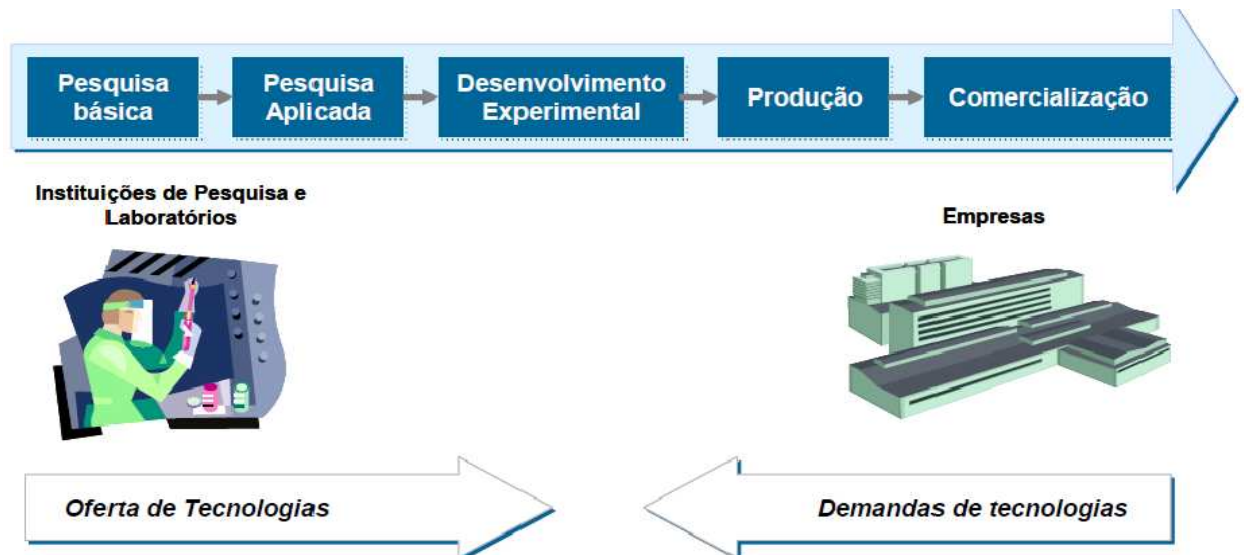 Pesquisa
básica
Pesquisa
Aplicada
Desenvolvimento
Experimental
Produção
Comercialização
Instituições de Pesquisa e
Laboratórios
Empresas
Oferta de Tecnologias
Demandas de tecnologias